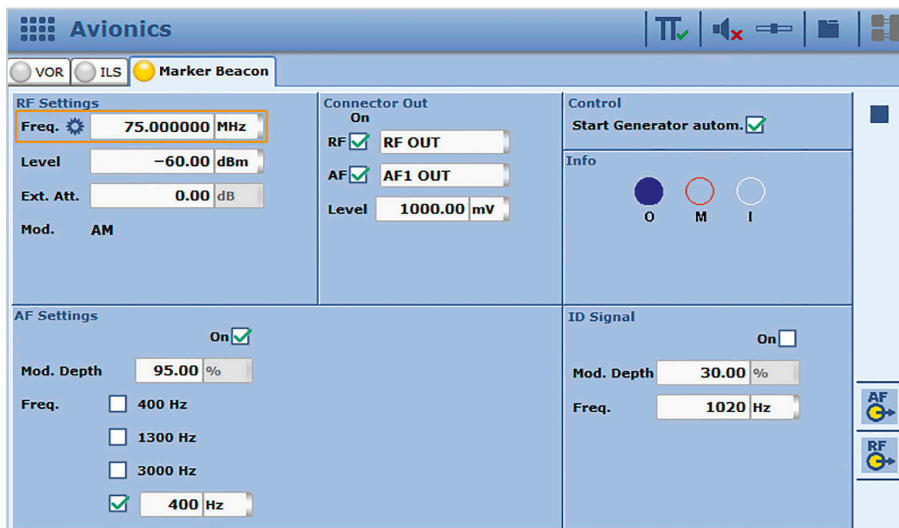 Avionics
VOR ILS Marker Beacon
RF Settings
Freq. 75.000000 MHz
Level −60.00 dBm
Ext. Att. 0.00 dB
Mod. AM
Connector Out
On
RF RF OUT
AF AF1 OUT
Level 1000.00 mV
Control
Start Generator autom.
Info
O M I
AF Settings
On
Mod. Depth 95.00 %
Freq. 400 Hz
1300 Hz
3000 Hz
400 Hz
ID Signal
On
Mod. Depth 30.00 %
Freq. 1020 Hz
AF
RF